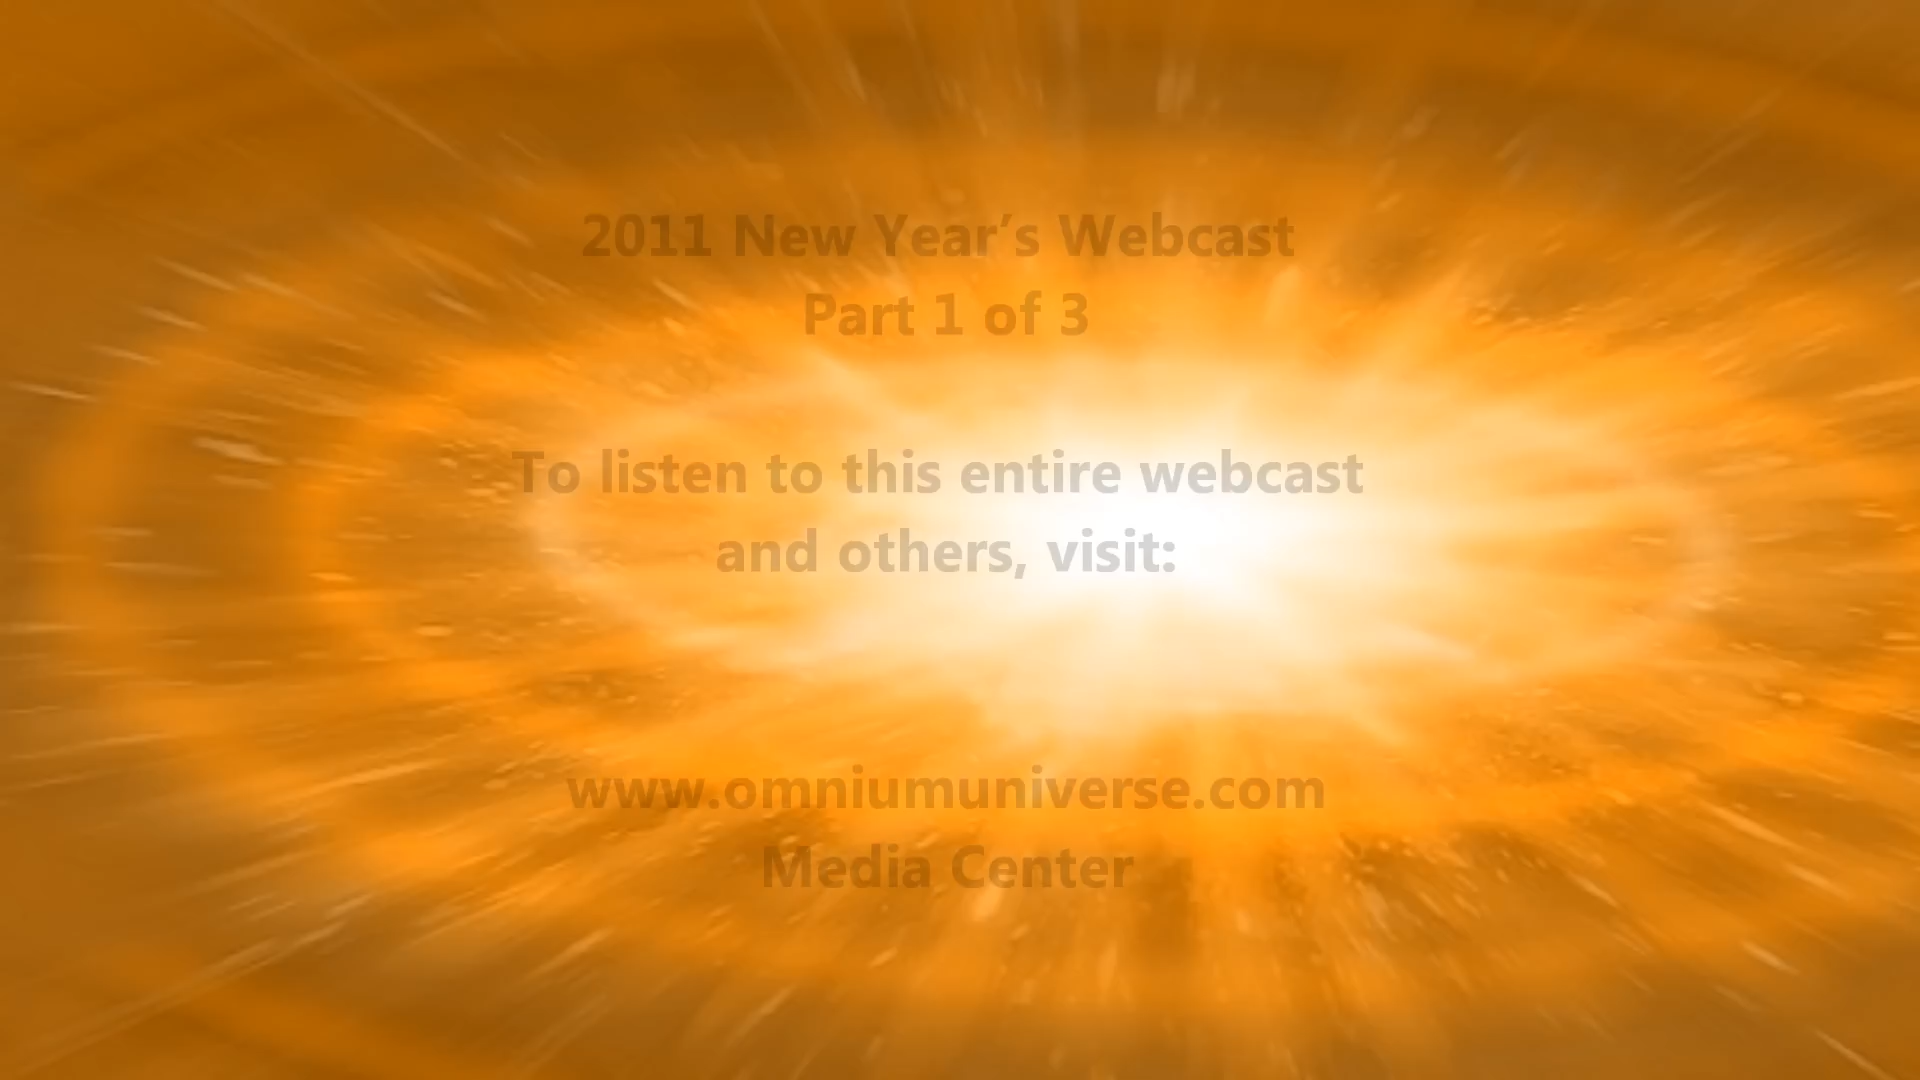 2011 New Year’s Webcast
Part 1 of 3
To listen to this entire webcast
and others, visit:
www.omniumuniverse.com
Media Center